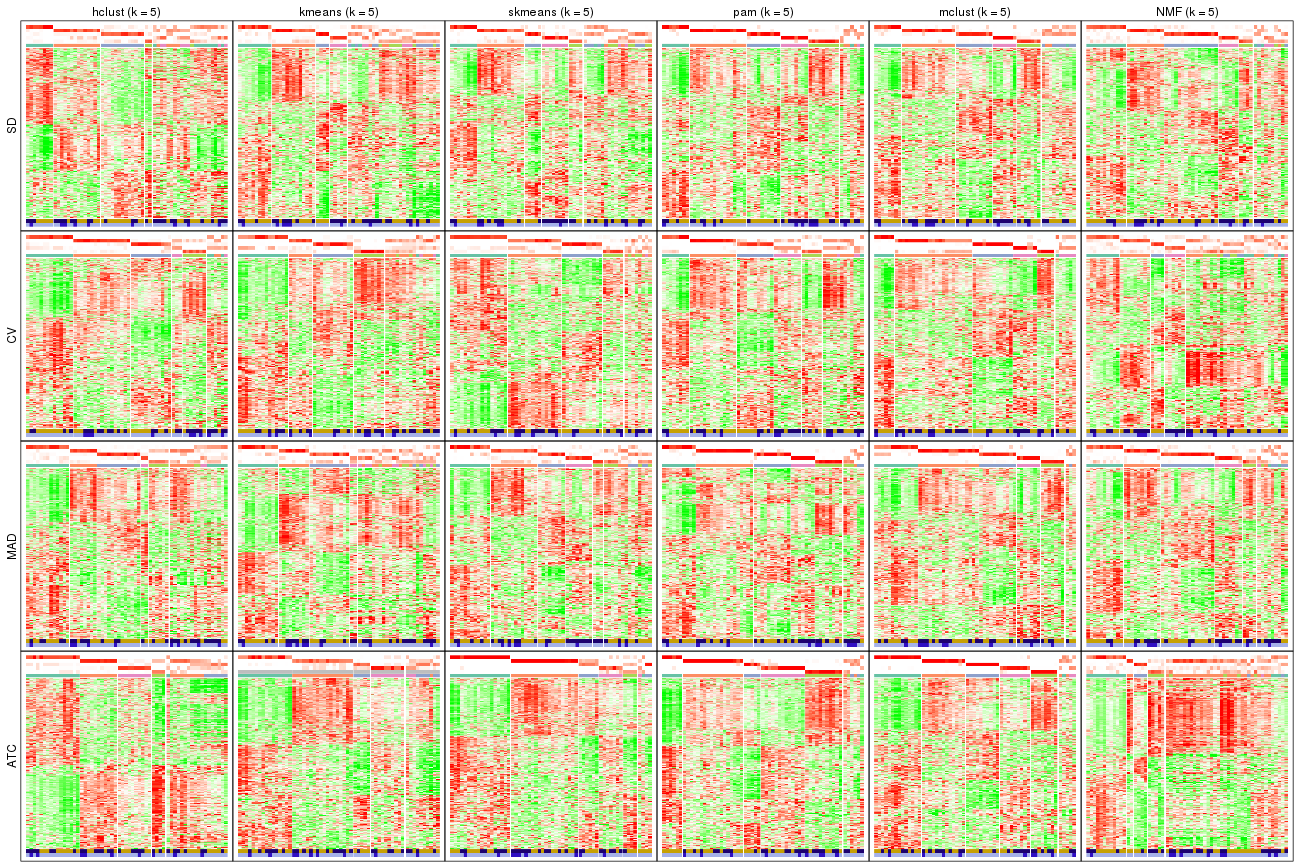 hclust (k = 5) kmeans (k = 5) skmeans (k = 5) pam (k = 5) mclust (k = 5) NMF (k = 5)
SD
CV
MAD
ATC